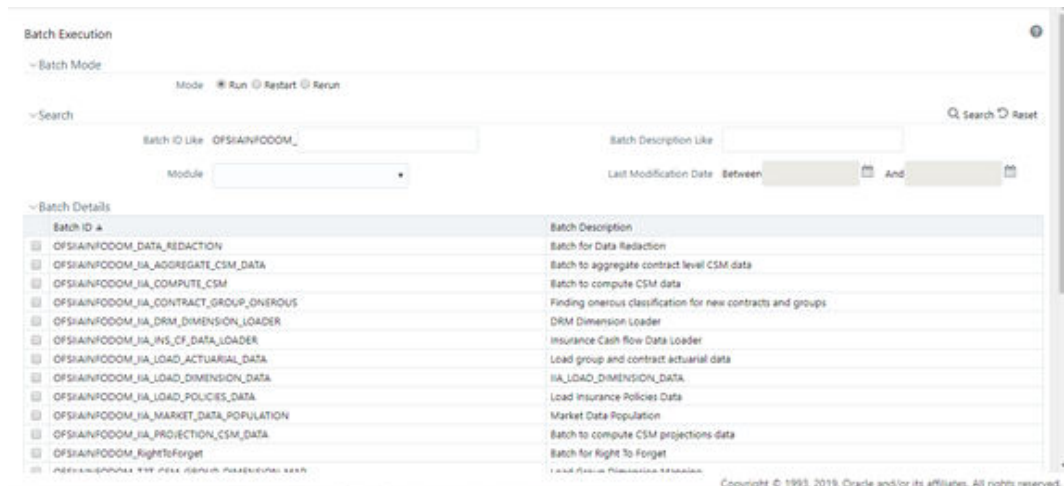 Batch Execution
Batch Mode
Mode Run Restart Rerun
Search Search Reset
Batch ID Like OFSIIAINFODOM_ Batch Description Like
Module Last Modification Date Between And
Batch Details
Batch ID Batch Description
OFSIIAINFODOM_DATA_REDACTION Batch for Data Redaction
OFSIIAINFODOM_IIA_AGGREGATE_CSM_DATA Batch to aggregate contract level CSM data
OFSIIAINFODOM_IIA_COMPUTE_CSM Batch to compute CSM data
OFSIIAINFODOM_IIA_CONTRACT_GROUP_ONEROUS Finding onerous classification for new contracts and groups
OFSIIAINFODOM_IIA_DRM_DIMENSION_LOADER DRM Dimension Loader
OFSIIAINFODOM_IIA_INS_CF_DATA_LOADER Insurance Cash flow Data Loader
OFSIIAINFODOM_IIA_LOAD_ACTUARIAL_DATA Load group and contract actuarial data
OFSIIAINFODOM_IIA_LOAD_DIMENSION_DATA IIA_LOAD_DIMENSION_DATA
OFSIIAINFODOM_IIA_LOAD_POLICIES_DATA Load Insurance Policies Data
OFSIIAINFODOM_IIA_MARKET_DATA_POPULATION Market Data Population
OFSIIAINFODOM_IIA_PROJECTION_CSM_DATA Batch to compute CSM projections data
OFSIIAINFODOM_RightToForget Batch for Right To Forget
OFSIIAINFODOM_T2T_CSM_GROUP_DIMENSION_MAP Load Group Dimension Mapping
Copyright © 1993, 2019, Oracle and/or its affiliates. All rights reserved.